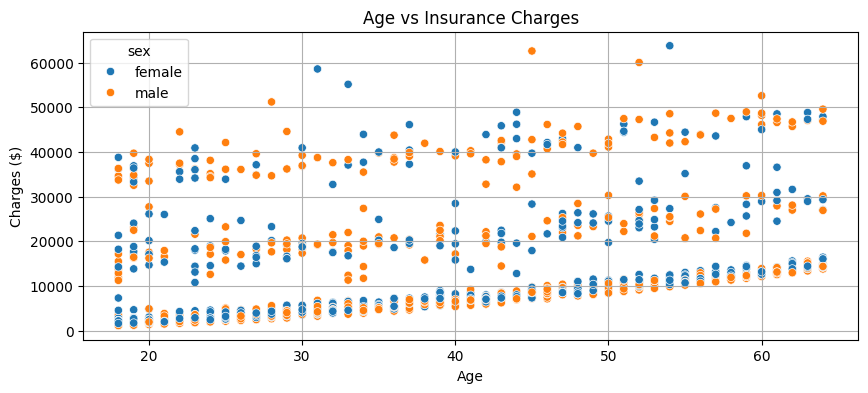 Age vs Insurance Charges
sex
female
male
Charges ($)
60000
50000
40000
30000
20000
10000
0
20
30
40
50
60
Age